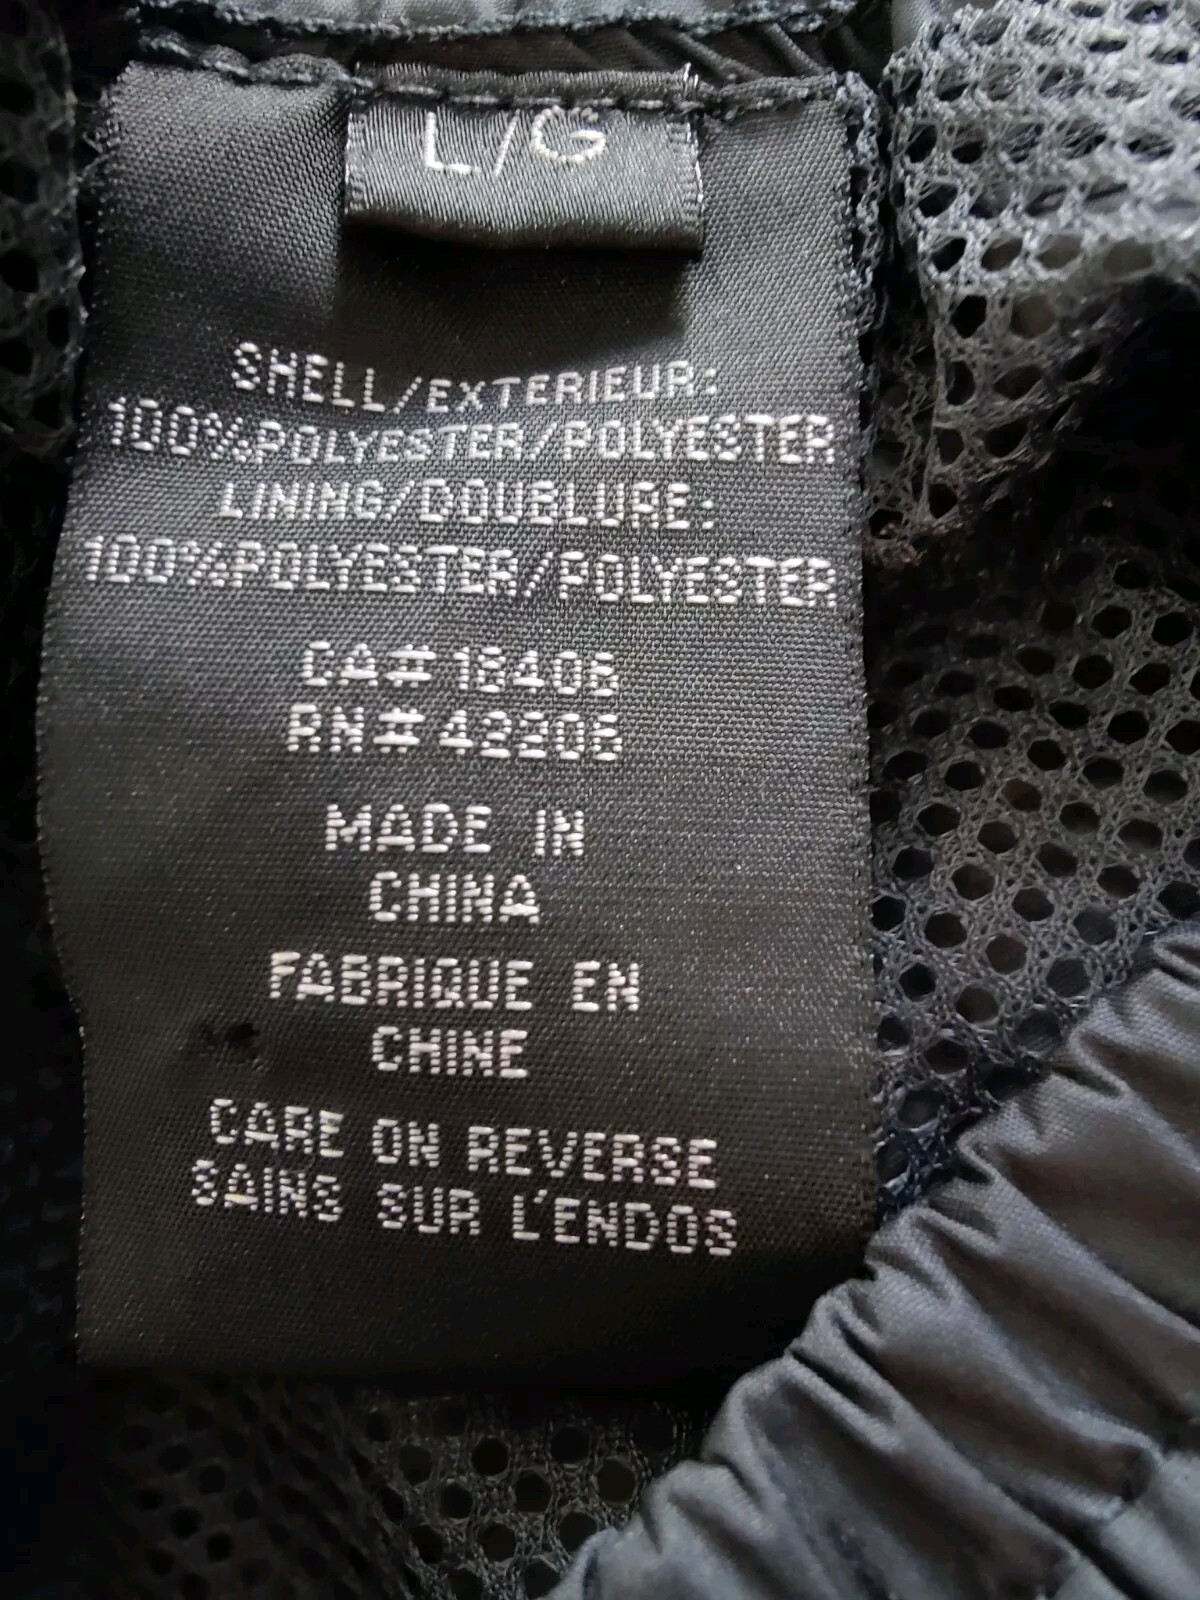 L/G
SHELL/EXTERIEUR:
100%POLYESTER/POLYESTER
LINING/DOUBLURE:
100%POLYESTER/POLYESTER
CA#18406
RN#42206
MADE IN
CHINA
FABRIQUE EN
CHINE
CARE ON REVERSE
SAINS SUR L'ENDOS